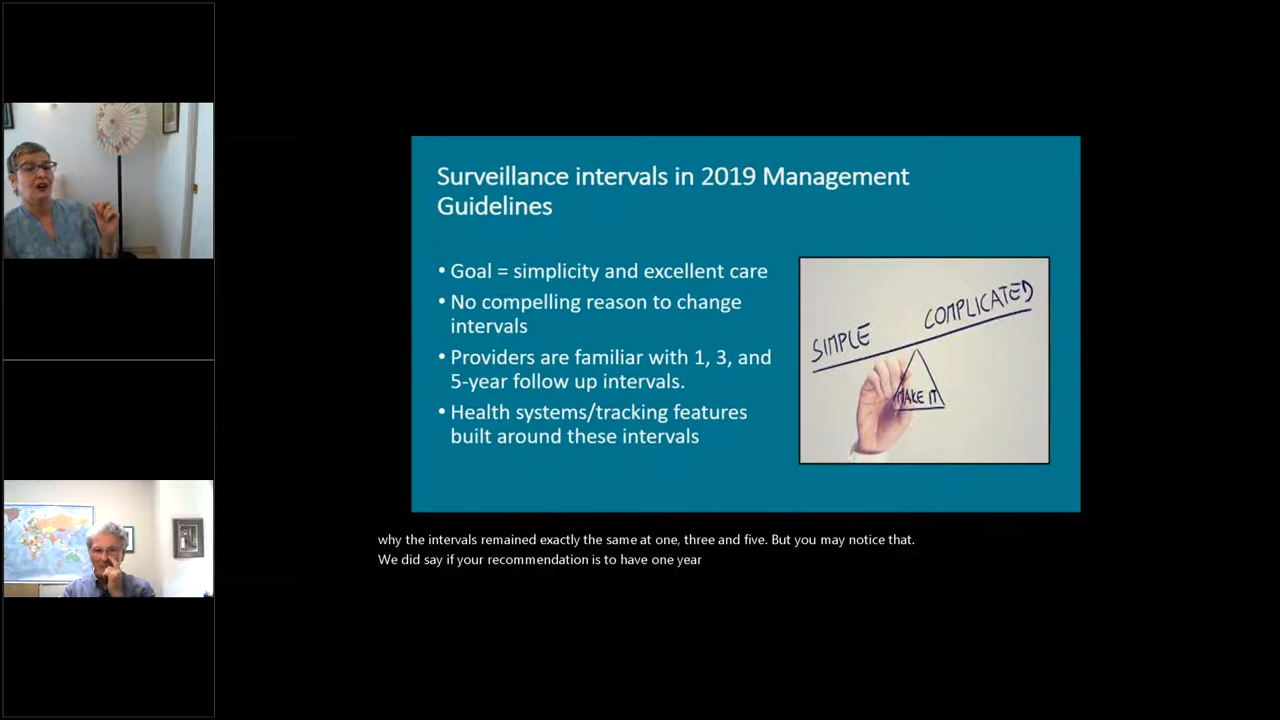 Surveillance intervals in 2019 Management
Guidelines
• Goal = simplicity and excellent care
• No compelling reason to change
intervals
• Providers are familiar with 1, 3, and
5-year follow up intervals.
• Health systems/tracking features
built around these intervals
SIMPLE
COMPLICATED
MAKE IT
why the intervals remained exactly the same at one, three and five. But you may notice that.
We did say if your recommendation is to have one year